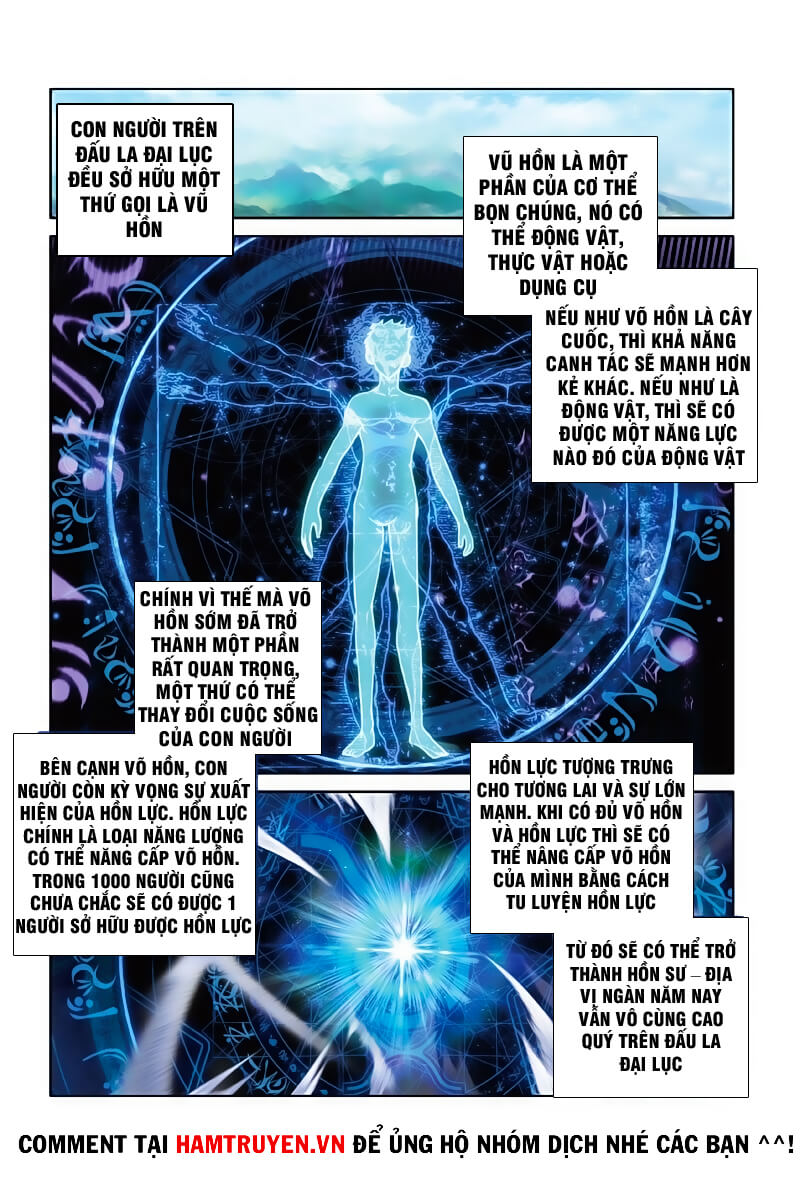 CON NGƯỜI TRÊN
ĐẤU LA ĐẠI LỤC
ĐỀU SỞ HỮU MỘT
THỨ GỌI LÀ VŨ
HỒN
VŨ HỒN LÀ MỘT
PHẦN CỦA CƠ THỂ
BỌN CHÚNG, NÓ CÓ
THỂ ĐỘNG VẬT,
THỰC VẬT HOẶC
DỤNG CỤ
NẾU NHƯ VÕ HỒN LÀ CÂY
CUỐC, THÌ KHẢ NĂNG
CANH TÁC SẼ MẠNH HƠN
KẺ KHÁC. NẾU NHƯ LÀ
ĐỘNG VẬT, THÌ SẼ CÓ
ĐƯỢC MỘT NĂNG LỰC
NÀO ĐÓ CỦA ĐỘNG VẬT
CHÍNH VÌ THẾ MÀ VÕ
HỒN SỚM ĐÃ TRỞ
THÀNH MỘT PHẦN
RẤT QUAN TRỌNG,
MỘT THỨ CÓ THỂ
THAY ĐỔI CUỘC SỐNG
CỦA CON NGƯỜI
BÊN CẠNH VÕ HỒN, CON
NGƯỜI CÒN KỲ VỌNG SỰ XUẤT
HIỆN CỦA HỒN LỰC. HỒN LỰC
CHÍNH LÀ LOẠI NĂNG LƯỢNG
CÓ THỂ NÂNG CẤP VÕ HỒN.
TRONG 1000 NGƯỜI CŨNG
CHƯA CHẮC SẼ CÓ ĐƯỢC 1
NGƯỜI SỞ HỮU ĐƯỢC HỒN LỰC
HỒN LỰC TƯỢNG TRƯNG
CHO TƯƠNG LAI VÀ SỰ LỚN
MẠNH. KHI CÓ ĐỦ VÕ HỒN
VÀ HỒN LỰC THÌ SẼ CÓ
THỂ NÂNG CẤP VÕ HỒN
CỦA MÌNH BẰNG CÁCH
TU LUYỆN HỒN LỰC
TỪ ĐÓ SẼ CÓ THỂ TRỞ
THÀNH HỒN SƯ – ĐỊA
VỊ NGÀN NĂM NAY
VẪN VÔ CÙNG CAO
QUÝ TRÊN ĐẤU LA
ĐẠI LỤC
COMMENT TẠI HAMTRUYEN.VN ĐỂ ỦNG HỘ NHÓM DỊCH NHÉ CÁC BẠN ^^!